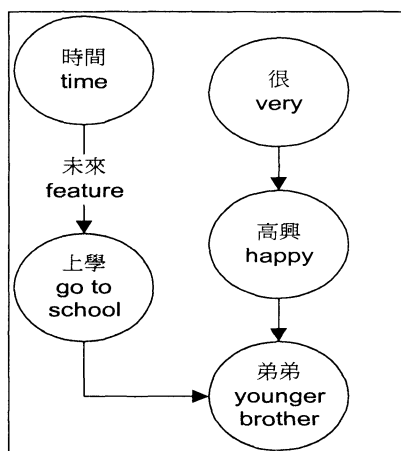 時間
time
很
very
未來
feature
上學
go to
school
高興
happy
弟弟
younger
brother